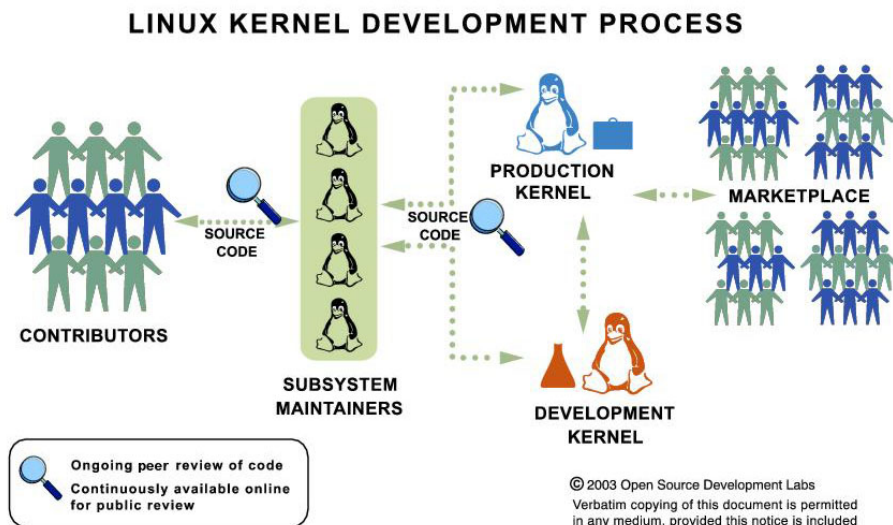 LINUX KERNEL DEVELOPMENT PROCESS
CONTRIBUTORS
SOURCE
CODE
SUBSYSTEM
MAINTAINERS
SOURCE
CODE
PRODUCTION
KERNEL
DEVELOPMENT
KERNEL
MARKETPLACE
Ongoing peer review of code
Continuously available online
for public review
© 2003 Open Source Development Labs
Verbatim copying of this document is permitted
in any medium, provided this notice is included